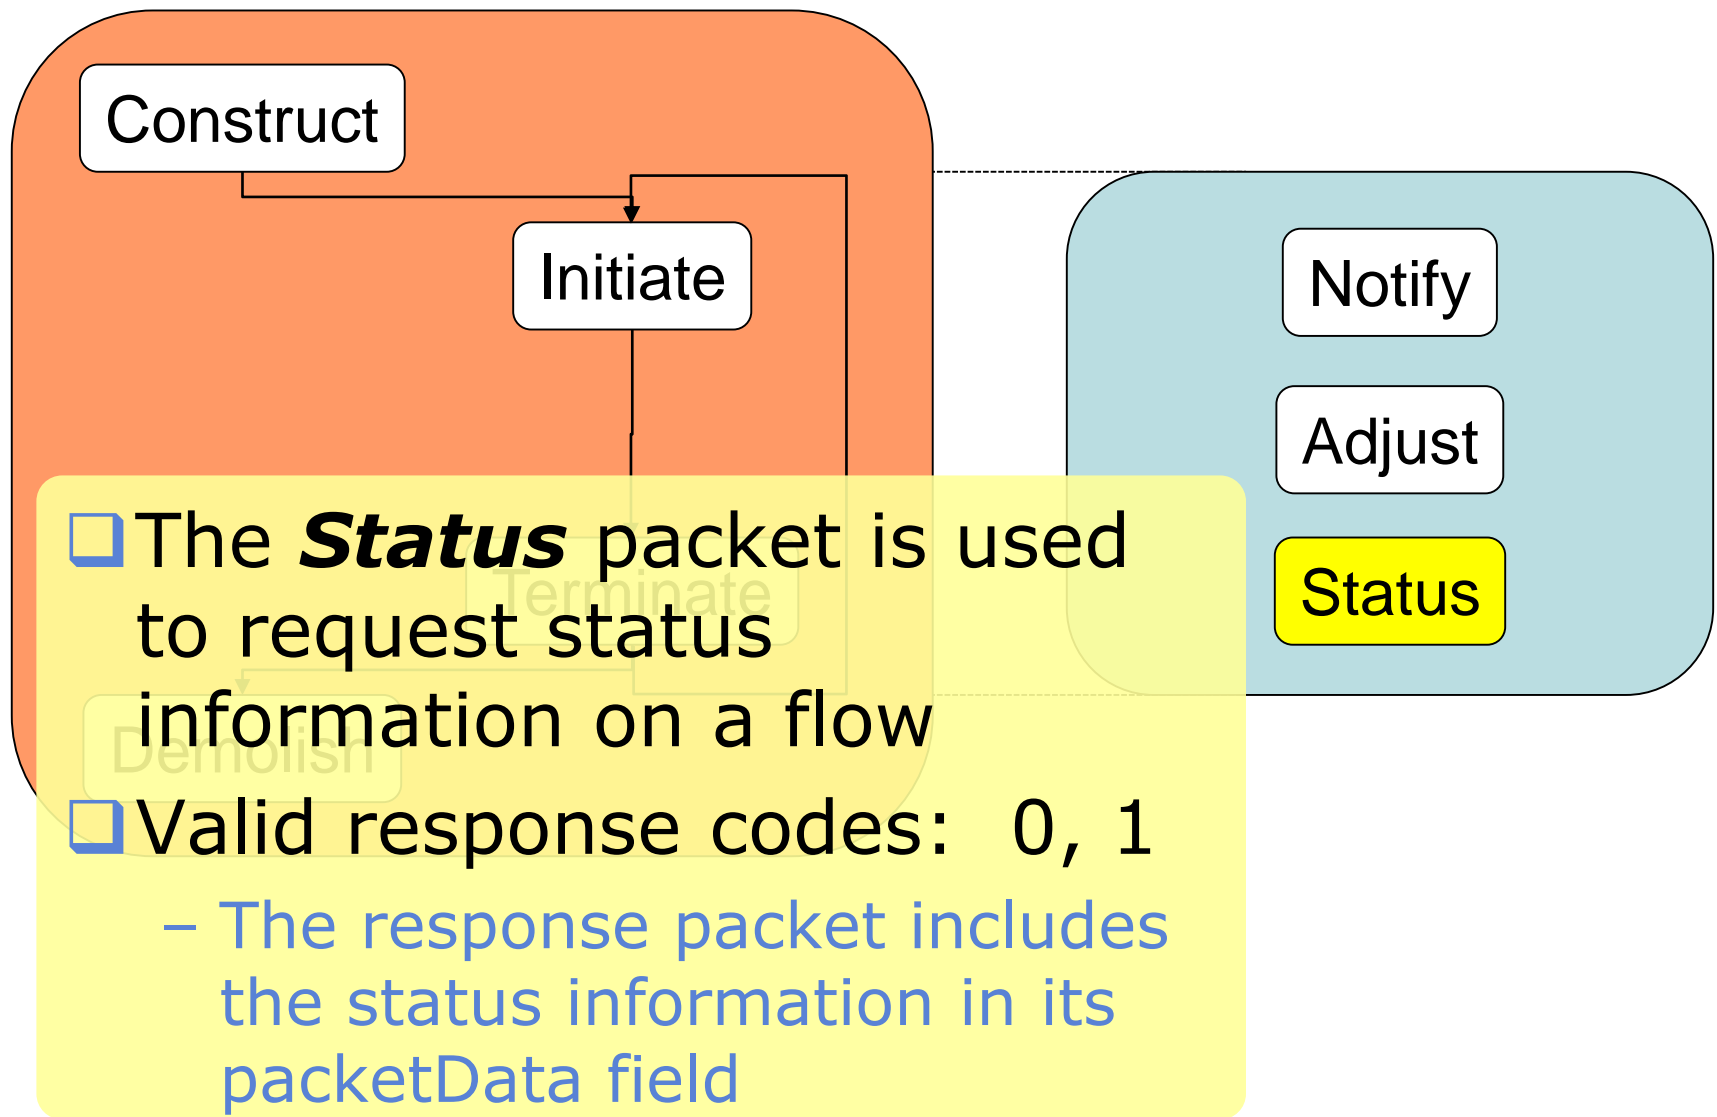 Construct
Initiate
Notify
Adjust
Status
Terminate
Demolish
The Status packet is used
to request status
information on a flow
Valid response codes:  0, 1
– The response packet includes
the status information in its
packetData field